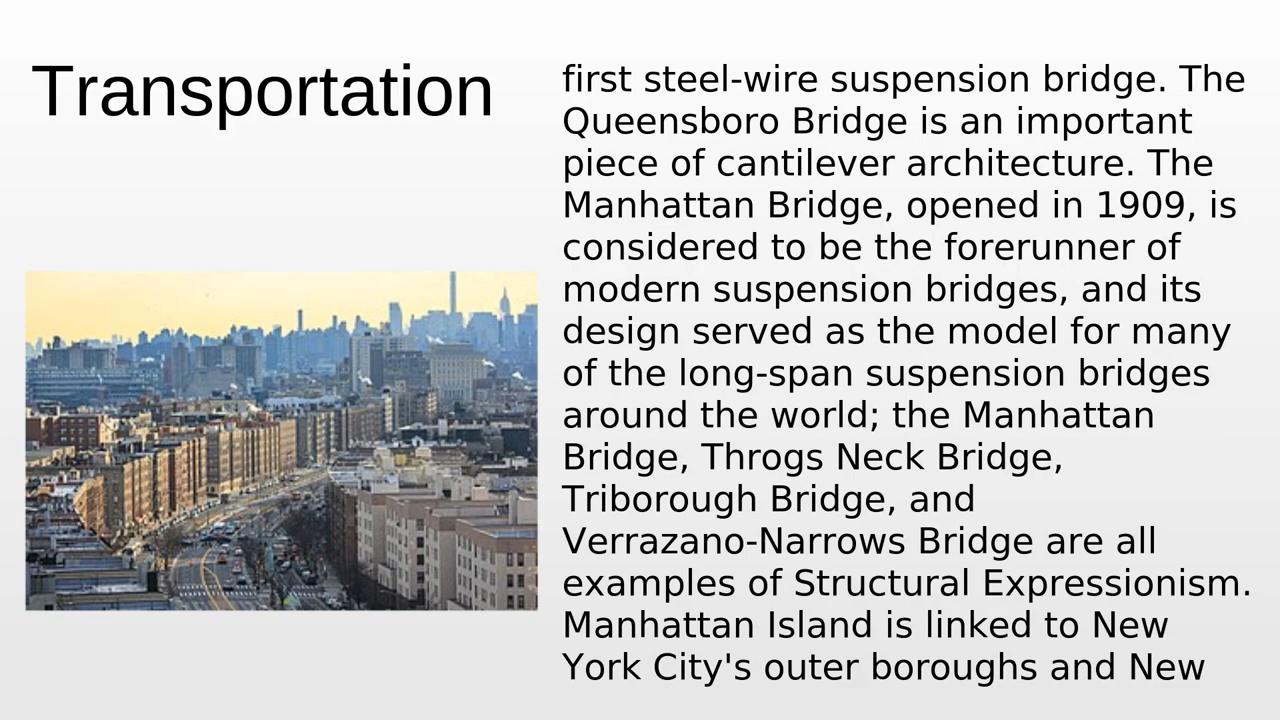 Transportation
first steel-wire suspension bridge. The
Queensboro Bridge is an important
piece of cantilever architecture. The
Manhattan Bridge, opened in 1909, is
considered to be the forerunner of
modern suspension bridges, and its
design served as the model for many
of the long-span suspension bridges
around the world; the Manhattan
Bridge, Throgs Neck Bridge,
Triborough Bridge, and
Verrazano-Narrows Bridge are all
examples of Structural Expressionism.
Manhattan Island is linked to New
York City's outer boroughs and New